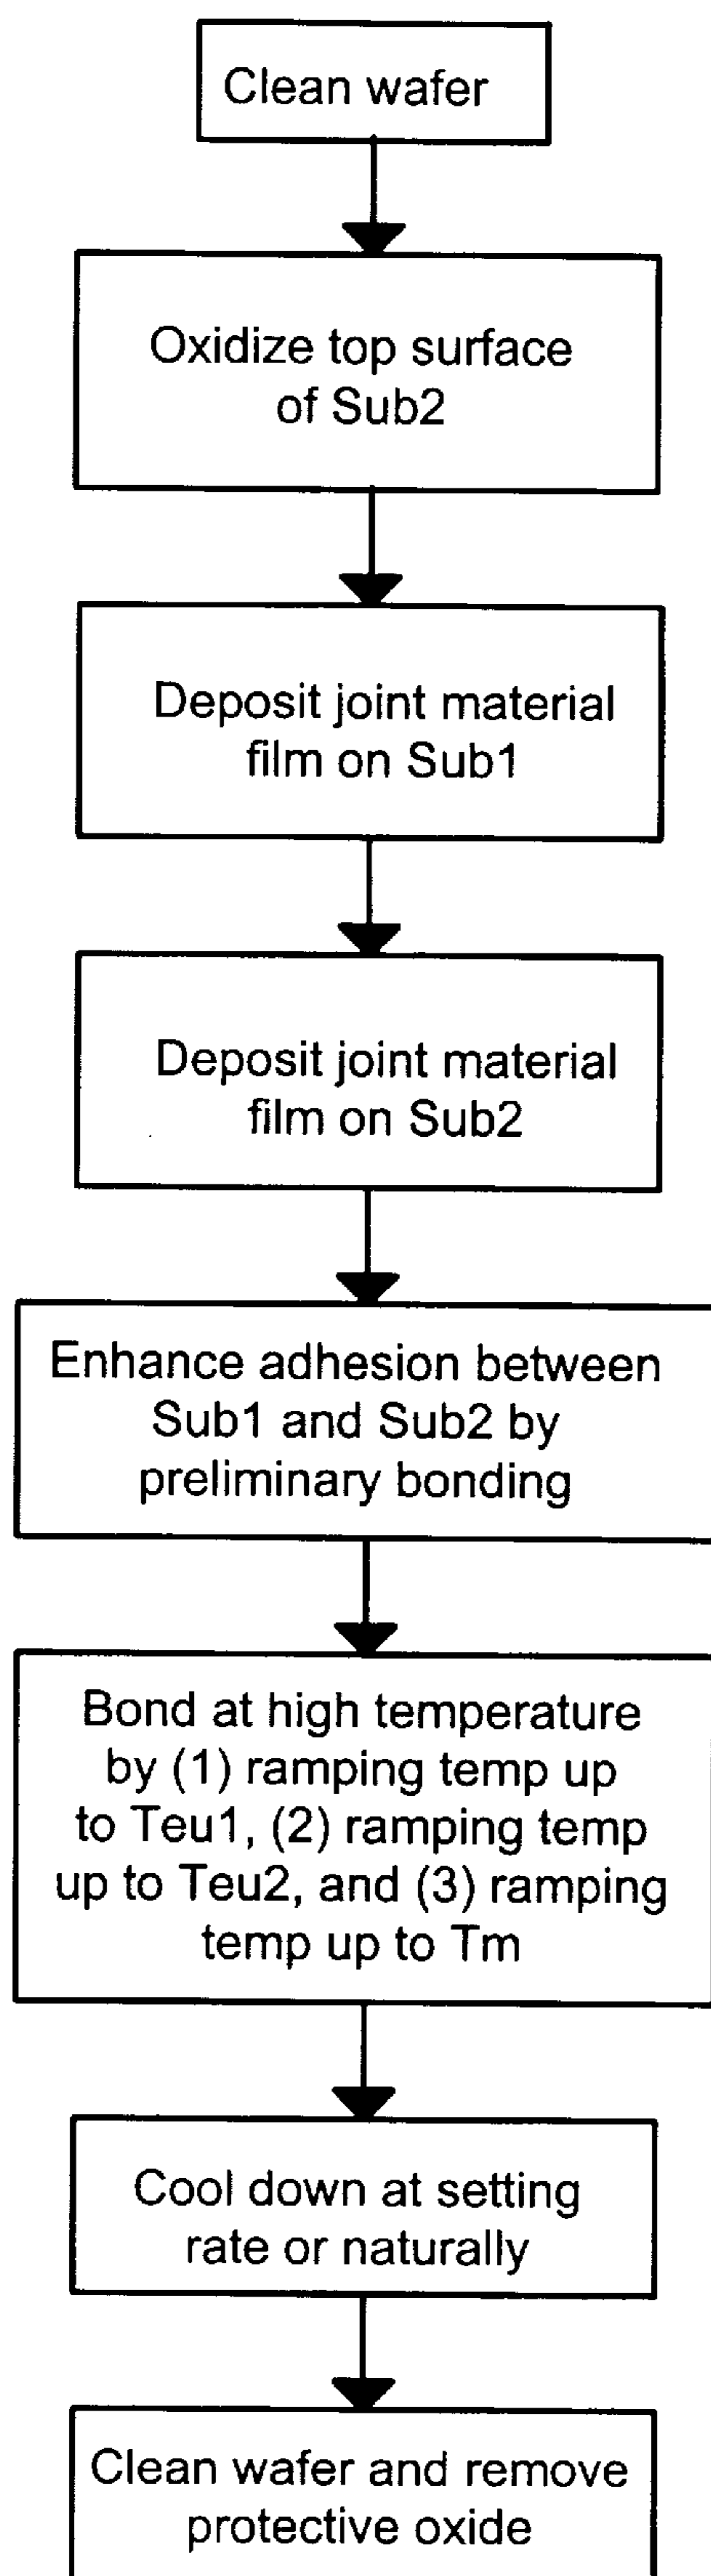 Clean wafer
Oxidize top surface
of Sub2
Deposit joint material
film on Sub1
Deposit joint material
film on Sub2
Enhance adhesion between
Sub1 and Sub2 by
preliminary bonding
Bond at high temperature
by (1) ramping temp up
to Teu1, (2) ramping temp
up to Teu2, and (3) ramping
temp up to Tm
Cool down at setting
rate or naturally
Clean wafer and remove
protective oxide